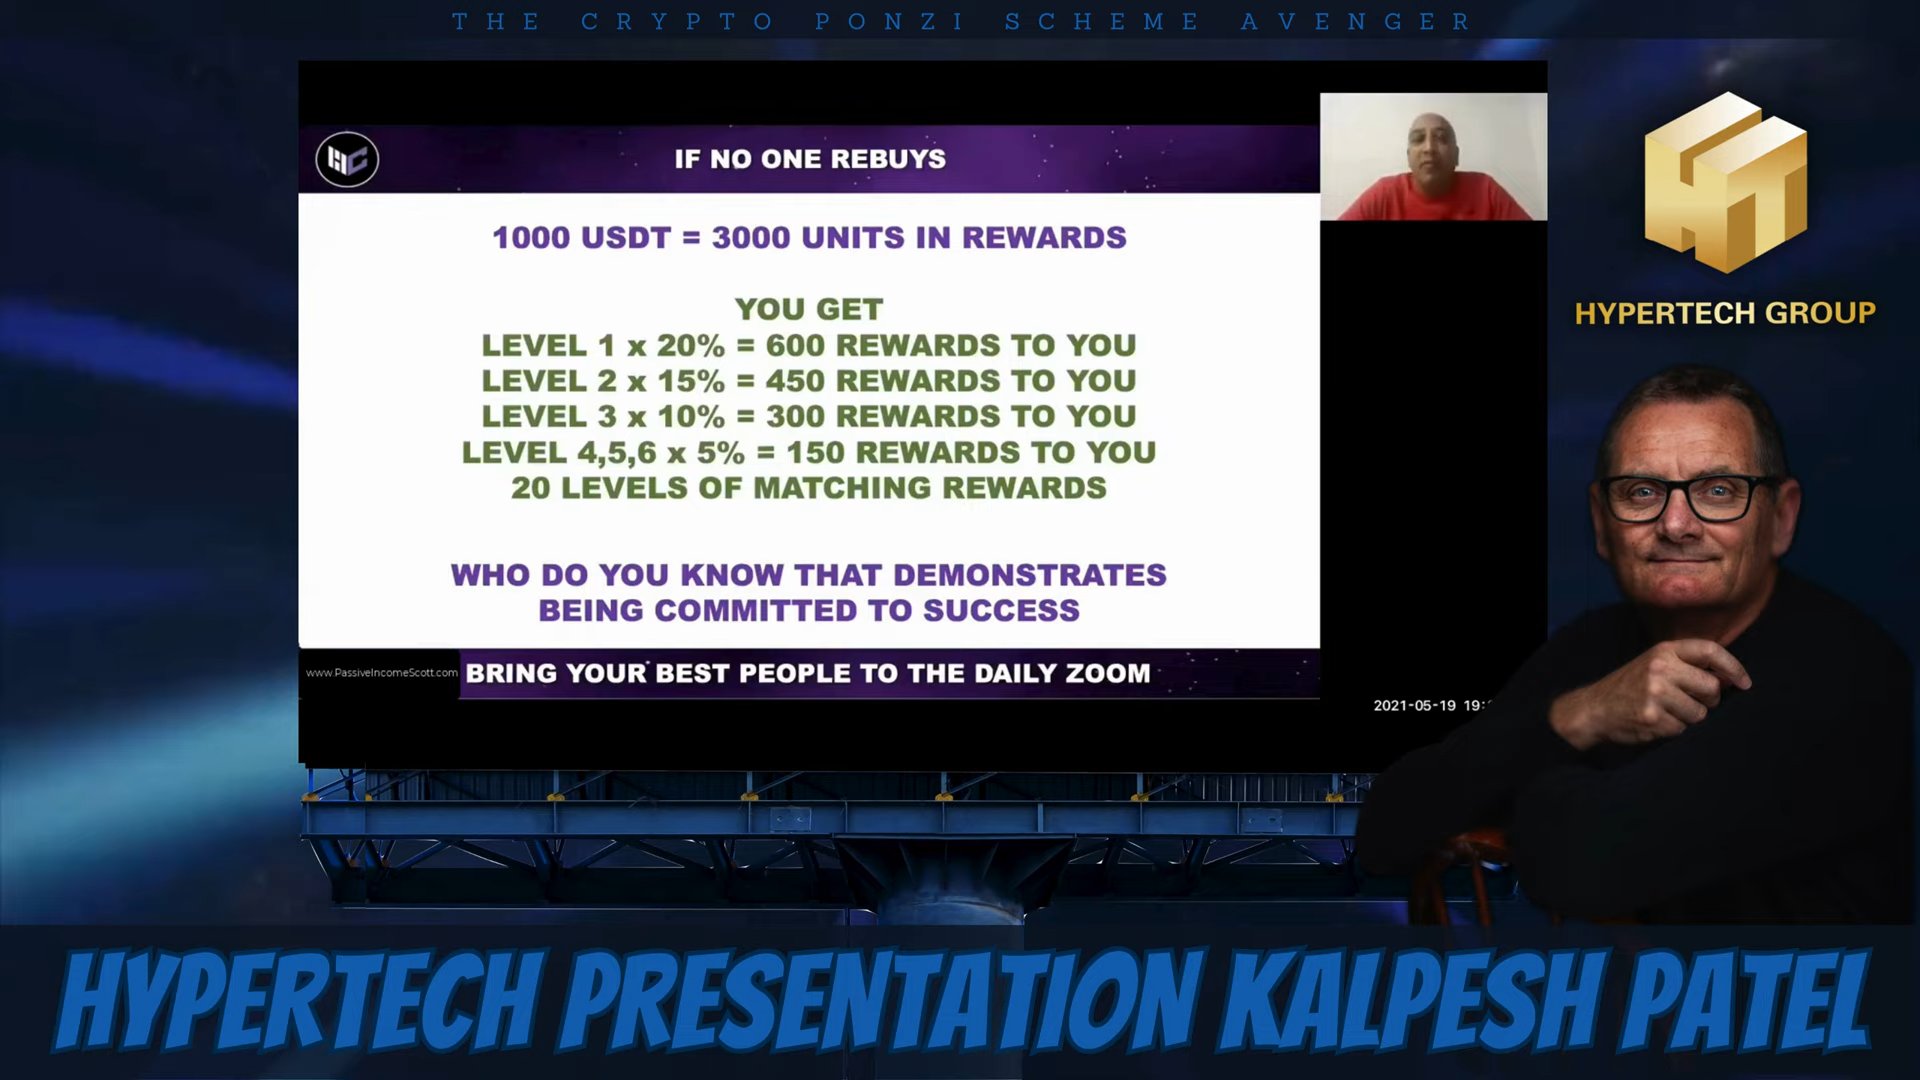 THE CRYPTO PONZI SCHEME AVENGER
HC
IF NO ONE REBUYS
1000 USDT = 3000 UNITS IN REWARDS
YOU GET
LEVEL 1 x 20% = 600 REWARDS TO YOU
LEVEL 2 x 15% = 450 REWARDS TO YOU
LEVEL 3 x 10% = 300 REWARDS TO YOU
LEVEL 4,5,6 x 5% = 150 REWARDS TO YOU
20 LEVELS OF MATCHING REWARDS
WHO DO YOU KNOW THAT DEMONSTRATES
BEING COMMITTED TO SUCCESS
www.PassiveIncomeScott.com
BRING YOUR BEST PEOPLE TO THE DAILY ZOOM
2021-05-19 19:
HT
HYPERTECH GROUP
HYPERTECH PRESENTATION KALPESH PATEL